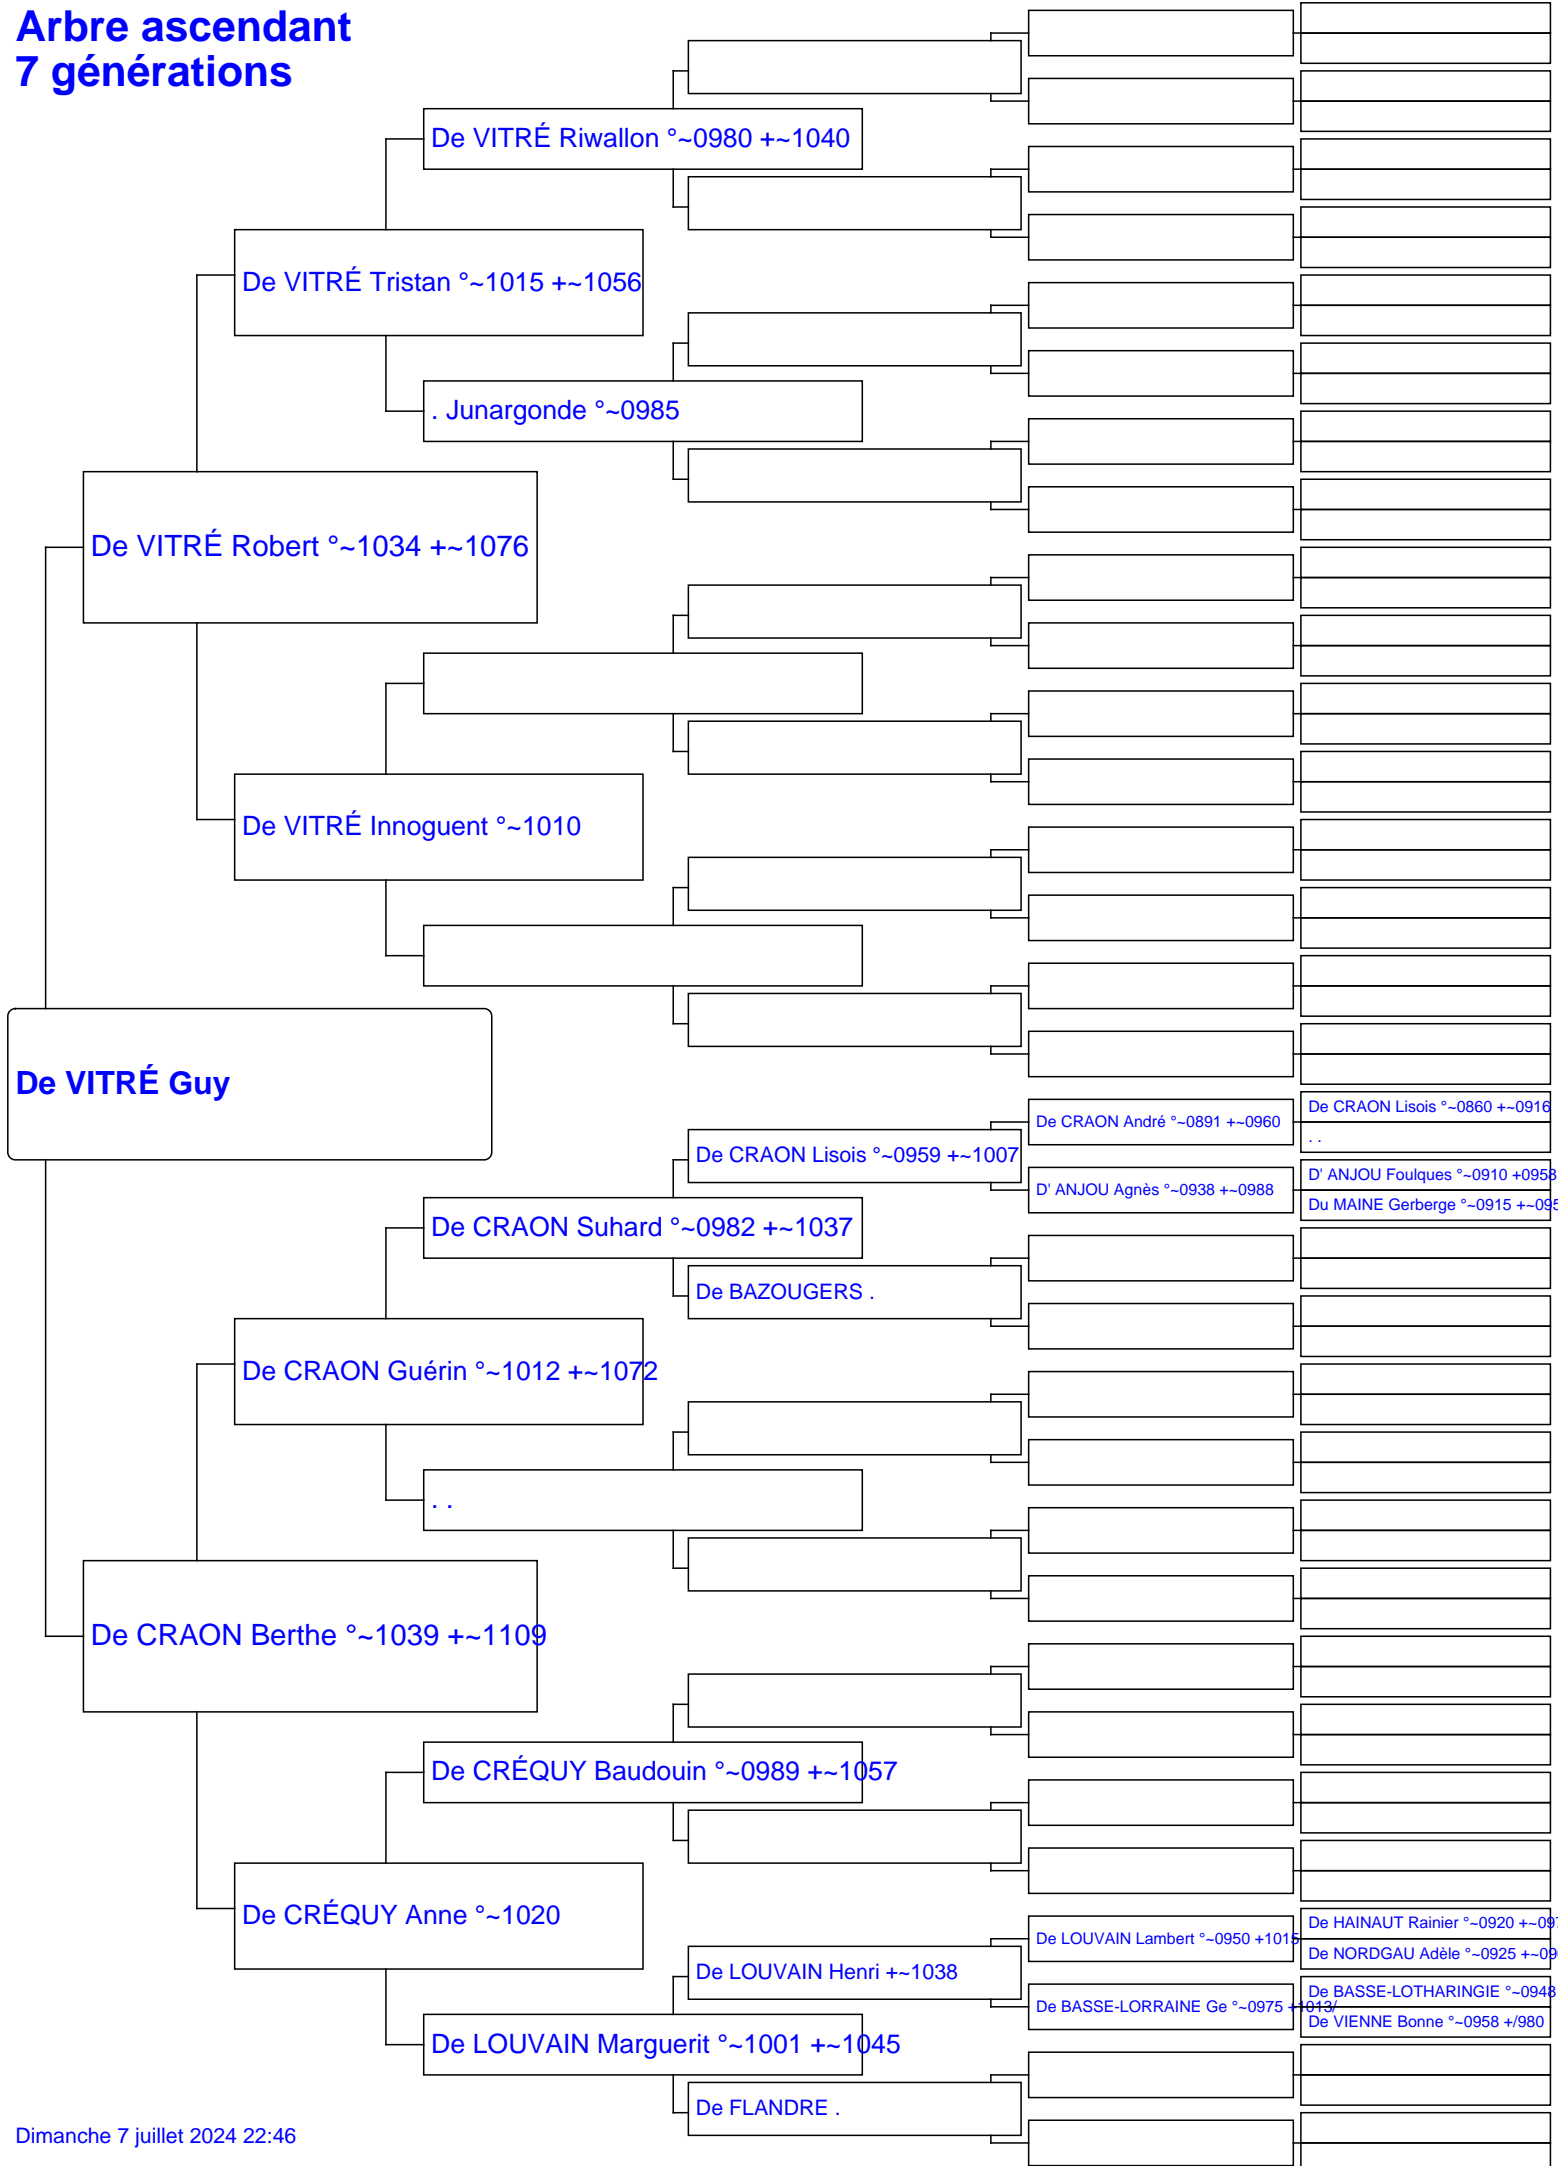 Arbre ascendant
7 générations
De VITRÉ Riwallon °~0980 +~1040
De VITRÉ Tristan °~1015 +~1056
. Junargonde °~0985
De VITRÉ Robert °~1034 +~1076
De VITRÉ Innoguent °~1010
De VITRÉ Guy
De CRAON Lisois °~0860 +~0916
De CRAON André °~0891 +~0960
. .
De CRAON Lisois °~0959 +~1007
D' ANJOU Foulques °~0910 +0958
D' ANJOU Agnès °~0938 +~0988
Du MAINE Gerberge °~0915 +~095
De CRAON Suhard °~0982 +~1037
De BAZOUGERS .
De CRAON Guérin °~1012 +~1072
. .
De CRAON Berthe °~1039 +~1109
De CRÉQUY Baudouin °~0989 +~1057
De CRÉQUY Anne °~1020
De HAINAUT Rainier °~0920 +~097
De LOUVAIN Lambert °~0950 +1015
De NORDGAU Adèle °~0925 +~09
De LOUVAIN Henri +~1038
De BASSE-LOTHARINGIE °~0948
De BASSE-LORRAINE Ge °~0975 +1013/
De VIENNE Bonne °~0958 +/980
De LOUVAIN Marguerit °~1001 +~1045
De FLANDRE .
Dimanche 7 juillet 2024 22:46